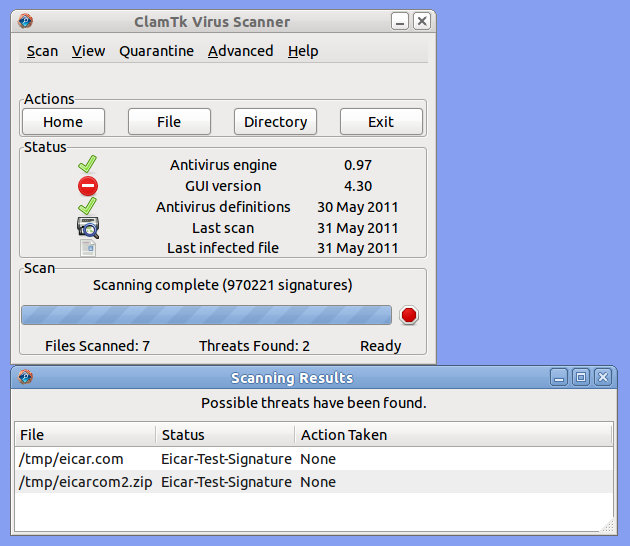 ClamTk Virus Scanner
Scan View Quarantine Advanced Help
Actions
Home File Directory Exit
Status
Antivirus engine 0.97
GUI version 4.30
Antivirus definitions 30 May 2011
Last scan 31 May 2011
Last infected file 31 May 2011
Scan
Scanning complete (970221 signatures)
Files Scanned: 7 Threats Found: 2 Ready
Scanning Results
Possible threats have been found.
File Status Action Taken
/tmp/eicar.com Eicar-Test-Signature None
/tmp/eicarcom2.zip Eicar-Test-Signature None